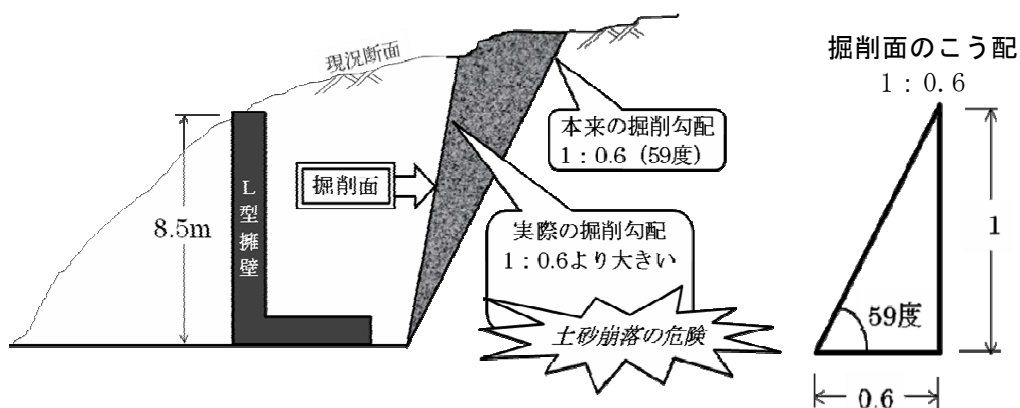 現況断面
8.5m
L型擁壁
掘削面
本来の掘削勾配
1:0.6 (59度)
実際の掘削勾配
1:0.6より大きい
土砂崩落の危険
掘削面のこう配
1:0.6
1
59度
0.6